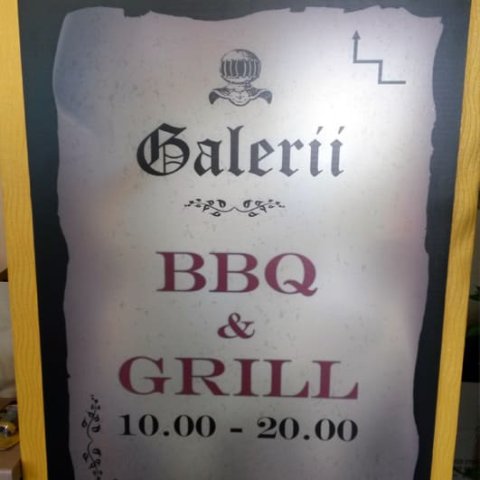 Galerii
BBQ
&
GRILL
10.00 - 20.00